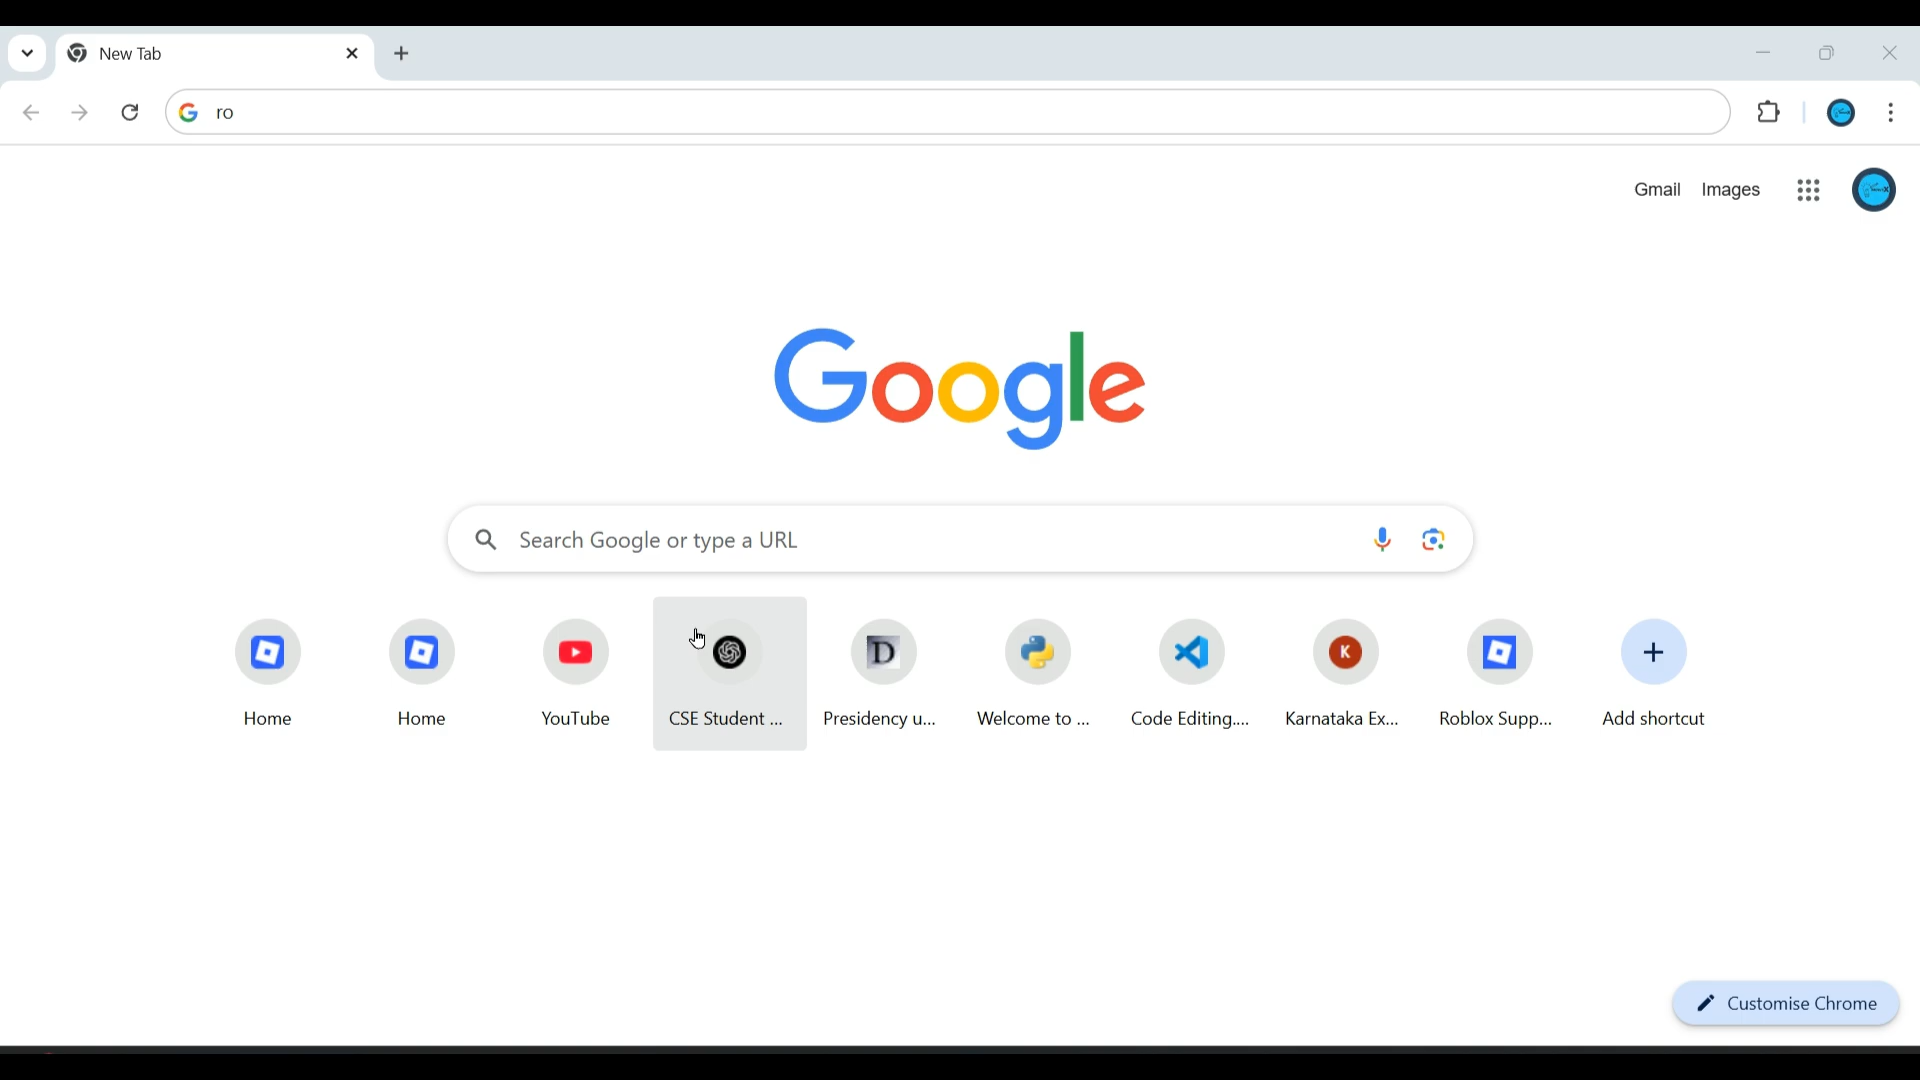 New Tab
ro
Gmail Images
Google
Search Google or type a URL
Home Home YouTube CSE Student ... Presidency u... Welcome to ... Code Editing.... Karnataka Ex... Roblox Supp... Add shortcut
Customise Chrome